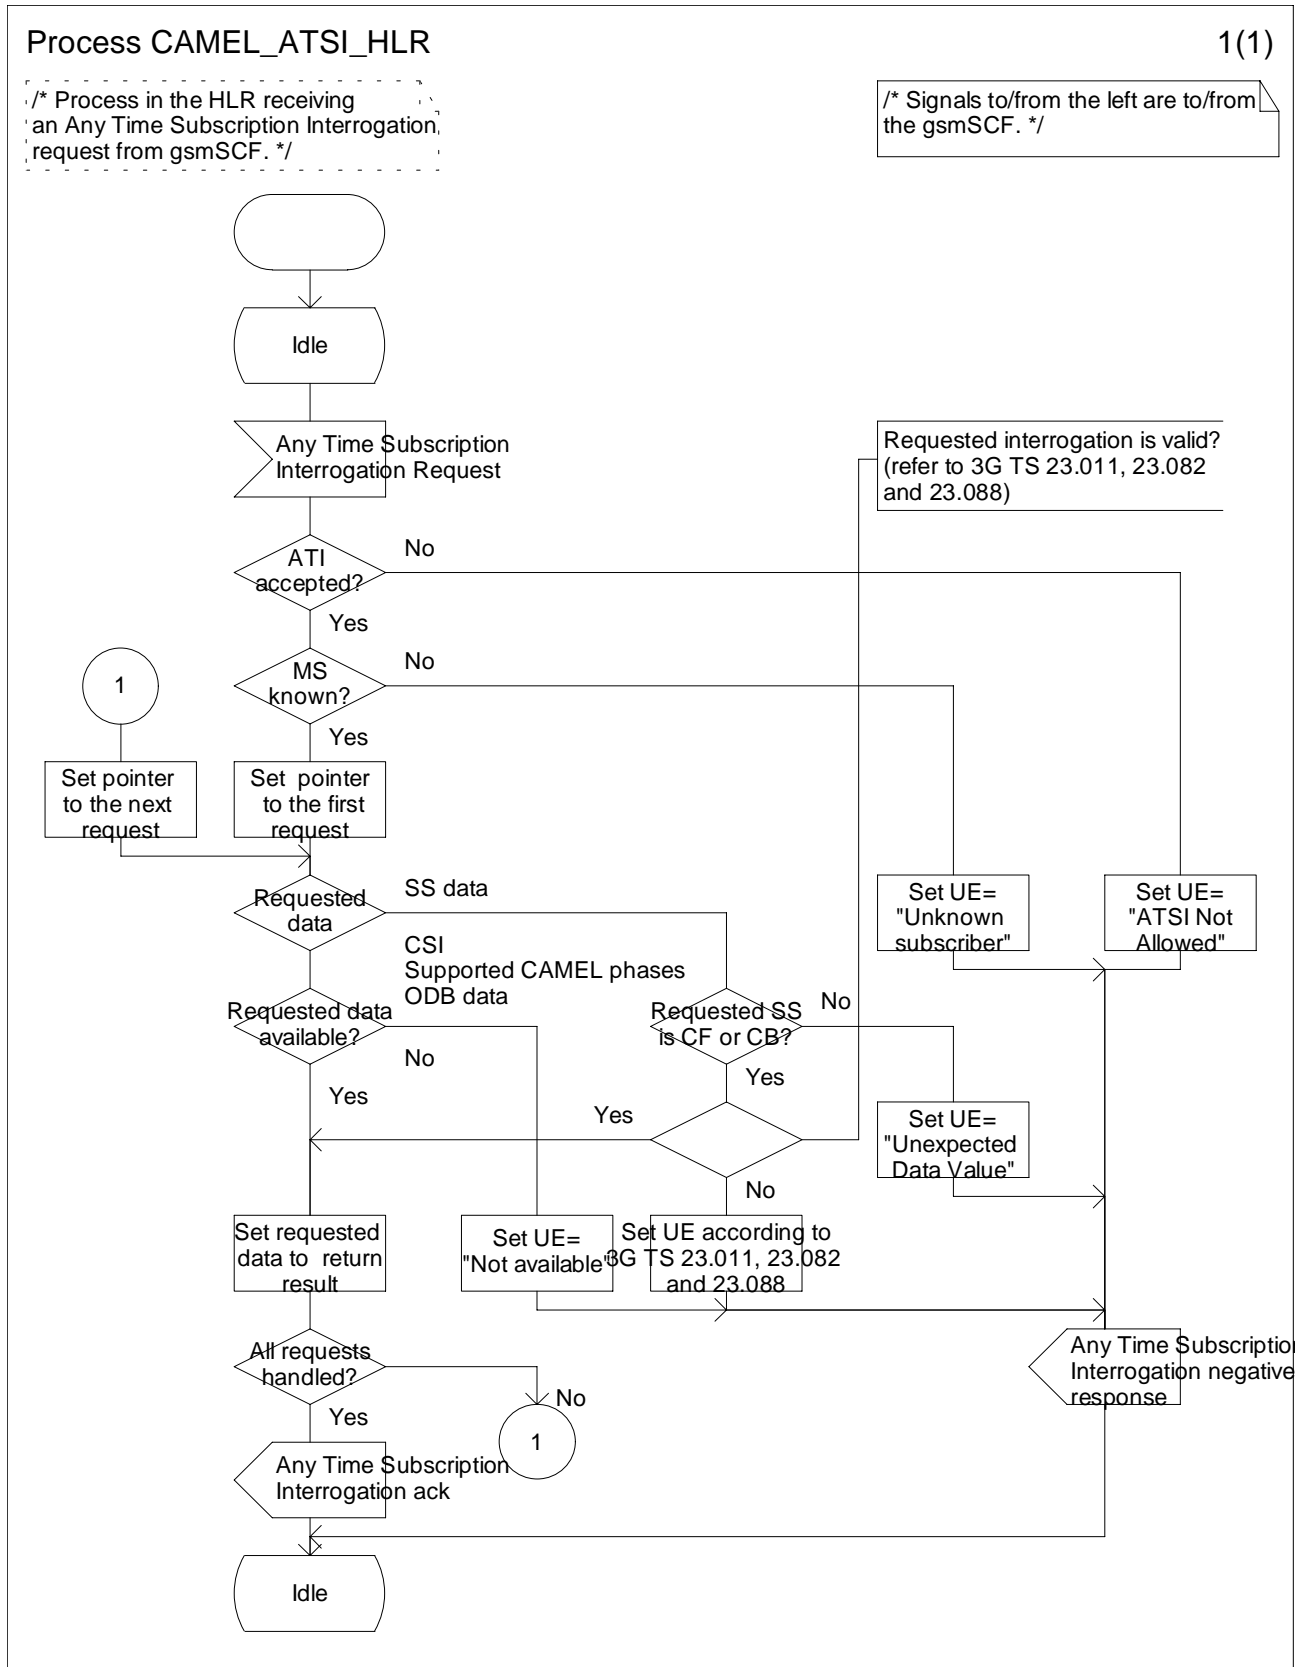 Process CAMEL_ATSI_HLR
1(1)
/* Process in the HLR receiving
an Any Time Subscription Interrogation
request from gsmSCF. */
/* Signals to/from the left are to/from
the gsmSCF. */
Idle
Any Time Subscription
Interrogation Request
Requested interrogation is valid?
(refer to 3G TS 23.011, 23.082
and 23.088)
ATI
accepted?
No
Yes
1
MS
known?
No
Yes
Set pointer
to the next
request
Set pointer
to the first
request
Requested
data
SS data
CSI
Supported CAMEL phases
ODB data
Set UE=
"Unknown
subscriber"
Set UE=
"ATSI Not
Allowed"
Requested data
available?
No
Yes
Requested SS
is CF or CB?
No
Yes
Yes
No
Set UE=
"Unexpected
Data Value"
Set requested
data to return
result
Set UE=
"Not available"
Set UE according to
3G TS 23.011, 23.082
and 23.088
All requests
handled?
No
Yes
1
Any Time Subscription
Interrogation negative
response
Any Time Subscription
Interrogation ack
Idle